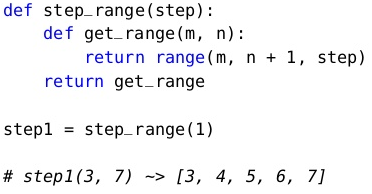 def step_range(step):
    def get_range(m, n):
        return range(m, n + 1, step)
    return get_range

step1 = step_range(1)

# step1(3, 7) ~> [3, 4, 5, 6, 7]